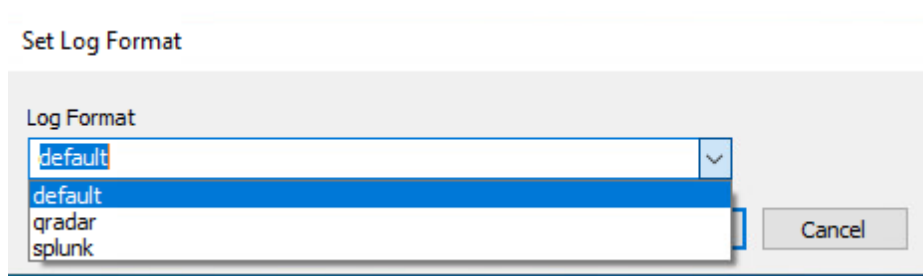 Set Log Format
Log Format
default
default
qradar
splunk
Cancel